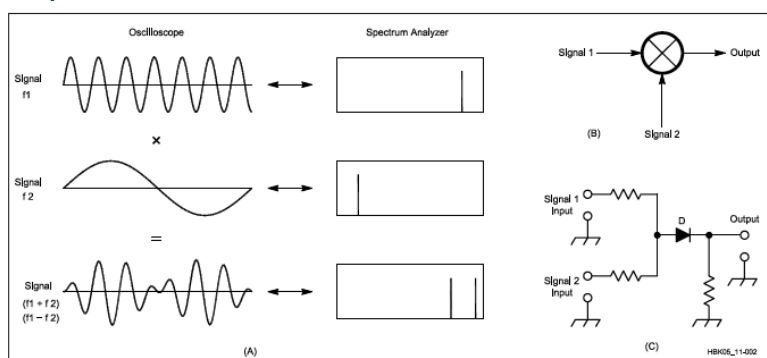 Oscilloscope
Spectrum Analyzer
Signal
f1
×
Signal
f 2
=
Signal
(f1 + f 2)
(f1 – f 2)
(A)
Signal 1
Output
Signal 2
(B)
Signal 1
Input
D
Output
Signal 2
Input
(C)
HBK05_11-002